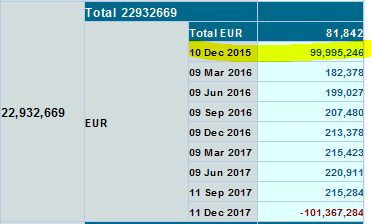 Total 22932669
Total EUR 81,842
10 Dec 2015 99,995,246
09 Mar 2016 182,378
09 Jun 2016 199,027
09 Sep 2016 207,480
09 Dec 2016 213,378
22,932,669 EUR
09 Mar 2017 215,423
09 Jun 2017 220,911
11 Sep 2017 215,284
11 Dec 2017 -101,367,284